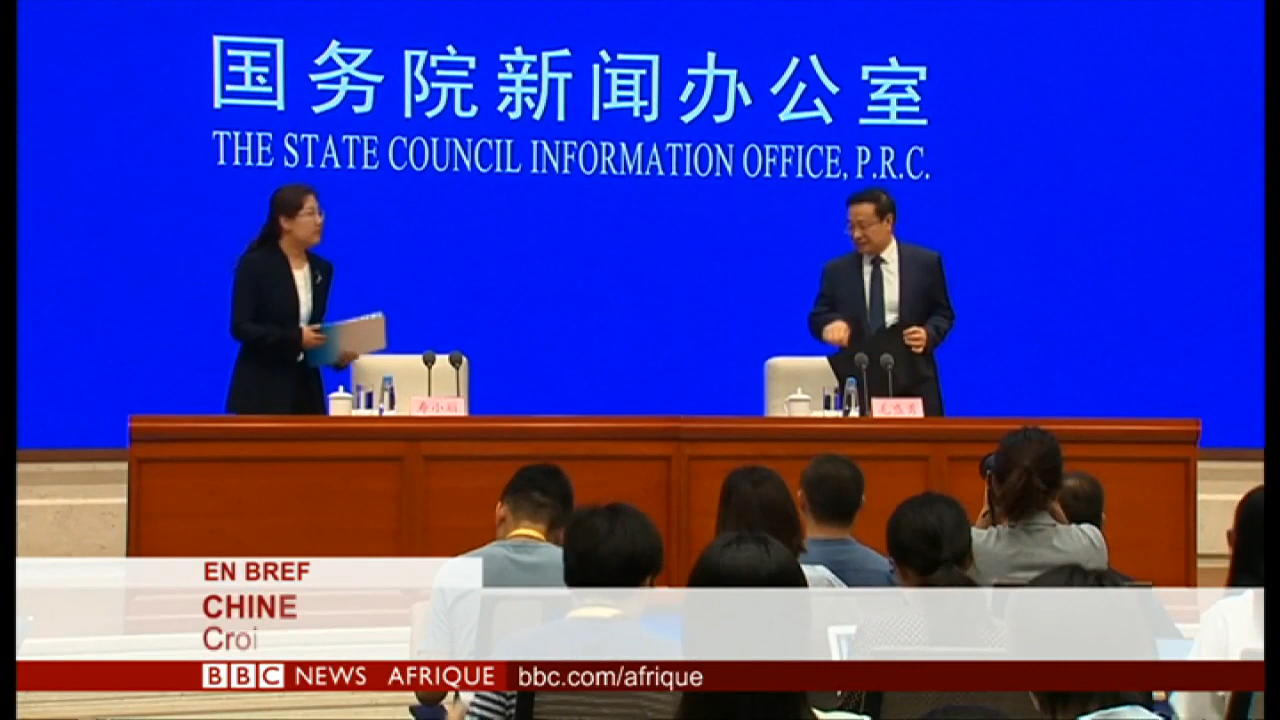 国务院新闻办公室
THE STATE COUNCIL INFORMATION OFFICE, P.R.C.
EN BREF
CHINE
Croi
BBC NEWS AFRIQUE bbc.com/afrique